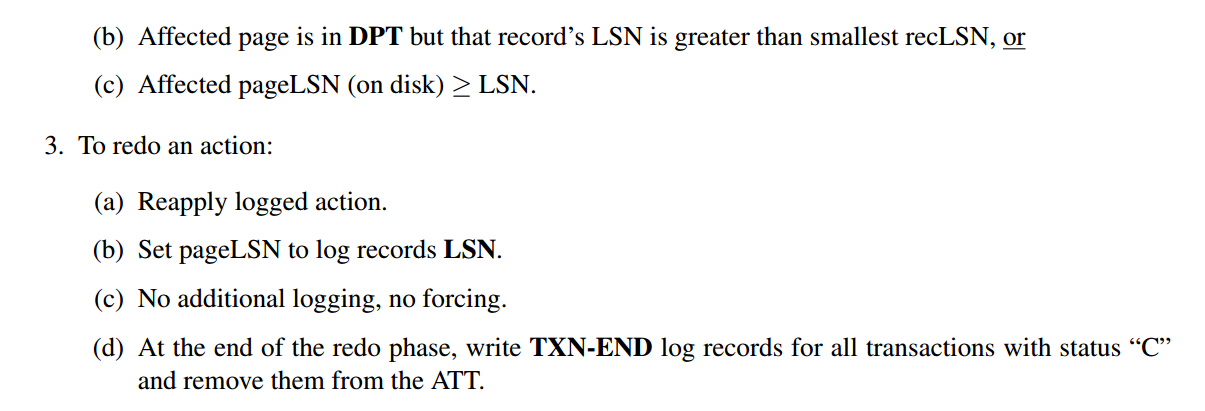 (b) Affected page is in DPT but that record's LSN is greater than smallest recLSN, or
(c) Affected pageLSN (on disk) ≥ LSN.
3. To redo an action:
(a) Reapply logged action.
(b) Set pageLSN to log records LSN.
(c) No additional logging, no forcing.
(d) At the end of the redo phase, write TXN-END log records for all transactions with status “C”
and remove them from the ATT.